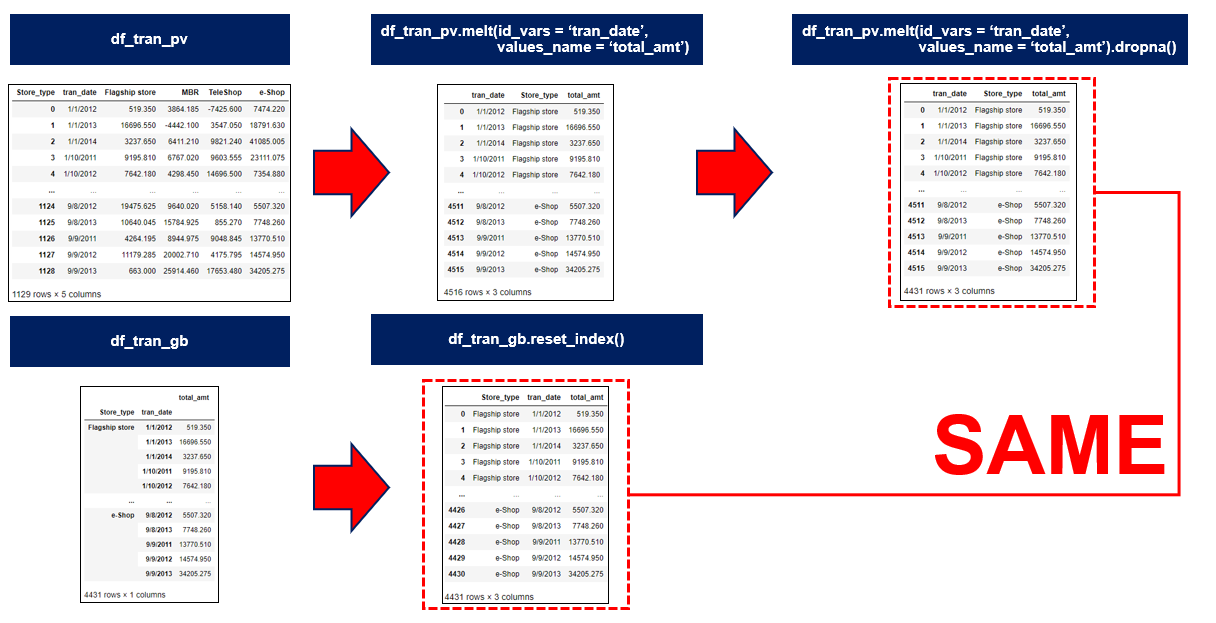 df_tran_pv
df_tran_pv.melt(id_vars = ‘tran_date’,
values_name = ‘total_amt’)
df_tran_pv.melt(id_vars = ‘tran_date’,
values_name = ‘total_amt’).dropna()
Store_type tran_date Flagship store MBR TeleShop e-Shop
0 1/1/2012 519.350 3864.185 -7425.600 7474.220
1 1/1/2013 16696.550 -4442.100 3547.050 18791.630
2 1/1/2014 3237.650 6411.210 9821.240 41085.005
3 1/10/2011 9195.810 6767.020 9603.555 23111.075
4 1/10/2012 7642.180 4298.450 14696.500 7354.880
... ... ... ... ... ...
1124 9/8/2012 19475.625 9640.020 5158.140 5507.320
1125 9/8/2013 10640.045 15784.925 855.270 7748.260
1126 9/9/2011 4264.195 8944.975 9048.845 13770.510
1127 9/9/2012 11179.285 20002.710 4175.795 14574.950
1128 9/9/2013 663.000 25914.460 17653.480 34205.275
1129 rows × 5 columns
tran_date Store_type total_amt
0 1/1/2012 Flagship store 519.350
1 1/1/2013 Flagship store 16696.550
2 1/1/2014 Flagship store 3237.650
3 1/10/2011 Flagship store 9195.810
4 1/10/2012 Flagship store 7642.180
... ... ... ...
4511 9/8/2012 e-Shop 5507.320
4512 9/8/2013 e-Shop 7748.260
4513 9/9/2011 e-Shop 13770.510
4514 9/9/2012 e-Shop 14574.950
4515 9/9/2013 e-Shop 34205.275
4516 rows × 3 columns
tran_date Store_type total_amt
0 1/1/2012 Flagship store 519.350
1 1/1/2013 Flagship store 16696.550
2 1/1/2014 Flagship store 3237.650
3 1/10/2011 Flagship store 9195.810
4 1/10/2012 Flagship store 7642.180
... ... ... ...
4511 9/8/2012 e-Shop 5507.320
4512 9/8/2013 e-Shop 7748.260
4513 9/9/2011 e-Shop 13770.510
4514 9/9/2012 e-Shop 14574.950
4515 9/9/2013 e-Shop 34205.275
4431 rows × 3 columns
df_tran_gb
df_tran_gb.reset_index()
total_amt
Store_type tran_date
Flagship store 1/1/2012 519.350
1/1/2013 16696.550
1/1/2014 3237.650
1/10/2011 9195.810
1/10/2012 7642.180
... ... ...
e-Shop 9/8/2012 5507.320
9/8/2013 7748.260
9/9/2011 13770.510
9/9/2012 14574.950
9/9/2013 34205.275
4431 rows × 1 columns
Store_type tran_date total_amt
0 Flagship store 1/1/2012 519.350
1 Flagship store 1/1/2013 16696.550
2 Flagship store 1/1/2014 3237.650
3 Flagship store 1/10/2011 9195.810
4 Flagship store 1/10/2012 7642.180
... ... ... ...
4426 e-Shop 9/8/2012 5507.320
4427 e-Shop 9/8/2013 7748.260
4428 e-Shop 9/9/2011 13770.510
4429 e-Shop 9/9/2012 14574.950
4430 e-Shop 9/9/2013 34205.275
4431 rows × 3 columns
SAME